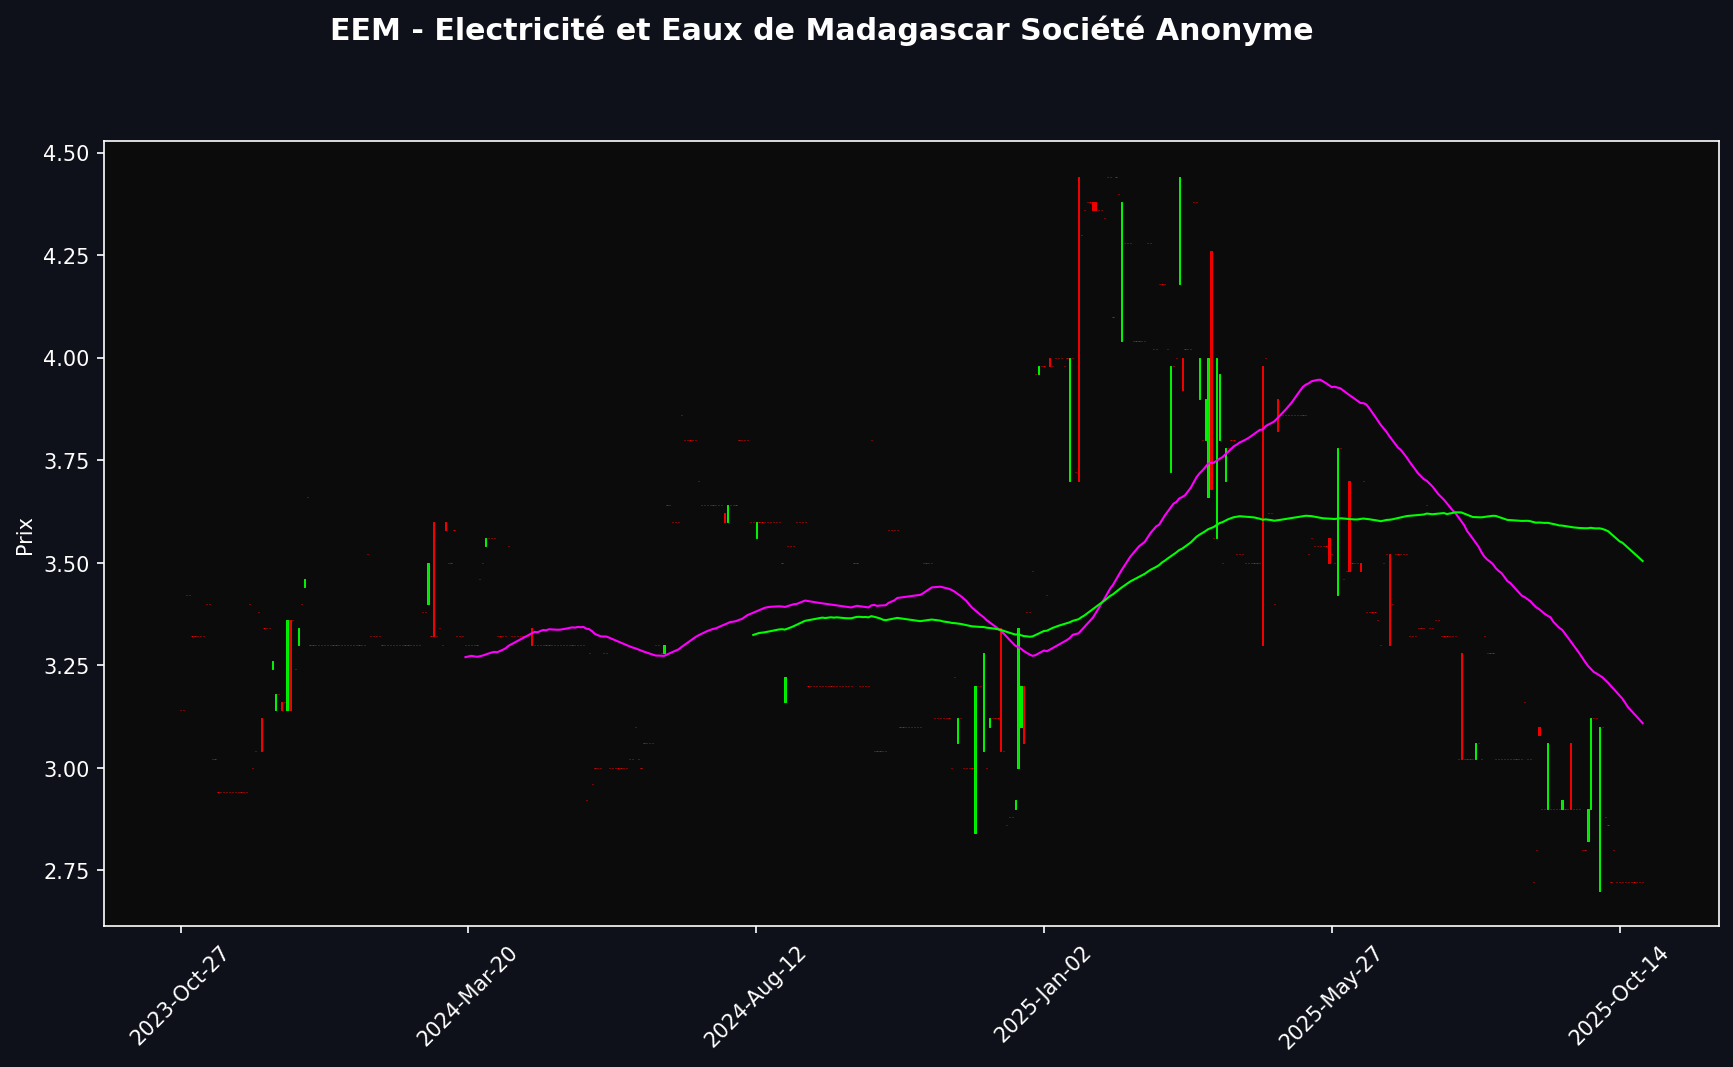 EEM - Electricité et Eaux de Madagascar Société Anonyme
Prix
4.50
4.25
4.00
3.75
3.50
3.25
3.00
2.75
2023-Oct-27
2024-Mar-20
2024-Aug-12
2025-Jan-02
2025-May-27
2025-Oct-14